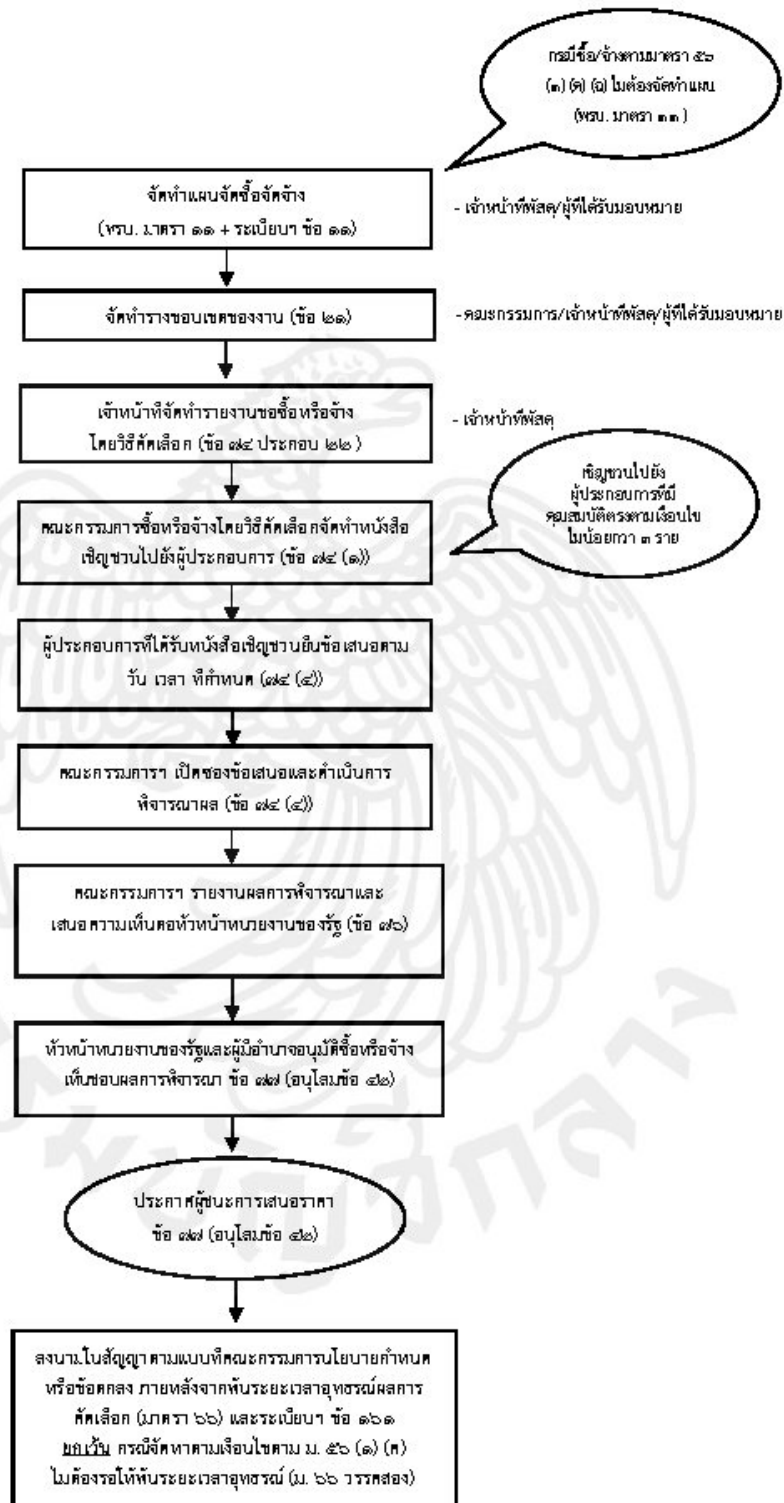 กรณีซื้อ/จ้างตามมาตรา ๕๖
(๑) (ค) (ฉ) ไม่ต้องจัดทำแผน
(พรบ. มาตรา ๑๑ )
จัดทำแผนจัดซื้อจัดจ้าง
(พรบ. มาตรา ๑๑ + ระเบียบฯ ข้อ ๑๑)
- เจ้าหน้าที่พัสดุ/ผู้ที่ได้รับมอบหมาย
จัดทำร่างขอบเขตของงาน (ข้อ ๒๑)
- คณะกรรมการ/เจ้าหน้าที่พัสดุ/ผู้ที่ได้รับมอบหมาย
เจ้าหน้าที่จัดทำรายงานขอซื้อหรือจ้าง
โดยวิธีคัดเลือก (ข้อ ๗๔ ประกอบ ๒๒ )
- เจ้าหน้าที่พัสดุ
เชิญชวนไปยัง
ผู้ประกอบการที่มี
คุณสมบัติตรงตามเงื่อนไข
ไม่น้อยกว่า ๓ ราย
คณะกรรมการซื้อหรือจ้างโดยวิธีคัดเลือกจัดทำหนังสือ
เชิญชวนไปยังผู้ประกอบการ (ข้อ ๗๔ (๑))
ผู้ประกอบการที่ได้รับหนังสือเชิญชวนยื่นข้อเสนอตาม
วัน เวลา ที่กำหนด (๗๔ (๔))
คณะกรรมการฯ เปิดซองข้อเสนอและดำเนินการ
พิจารณาผล (ข้อ ๗๔ (๔))
คณะกรรมการฯ รายงานผลการพิจารณาและ
เสนอความเห็นต่อหัวหน้าหน่วยงานของรัฐ (ข้อ ๗๖)
หัวหน้าหน่วยงานของรัฐและผู้มีอำนาจอนุมัติซื้อหรือจ้าง
เห็นชอบผลการพิจารณา ข้อ ๗๗ (อนุโลมข้อ ๔๒)
ประกาศผู้ชนะการเสนอราคา
ข้อ ๗๗ (อนุโลมข้อ ๔๒)
ลงนามในสัญญาตามแบบที่คณะกรรมการนโยบายกำหนด
หรือข้อตกลง ภายหลังจากพ้นระยะเวลาอุทธรณ์ผลการ
คัดเลือก (มาตรา ๖๖) และระเบียบฯ ข้อ ๑๖๑
ยกเว้น กรณีจัดหาตามเงื่อนไขตาม ม. ๕๖ (๑) (ค)
ไม่ต้องรอให้พ้นระยะเวลาอุทธรณ์ (ม. ๖๖ วรรคสอง)
กรมบัญชีกลาง